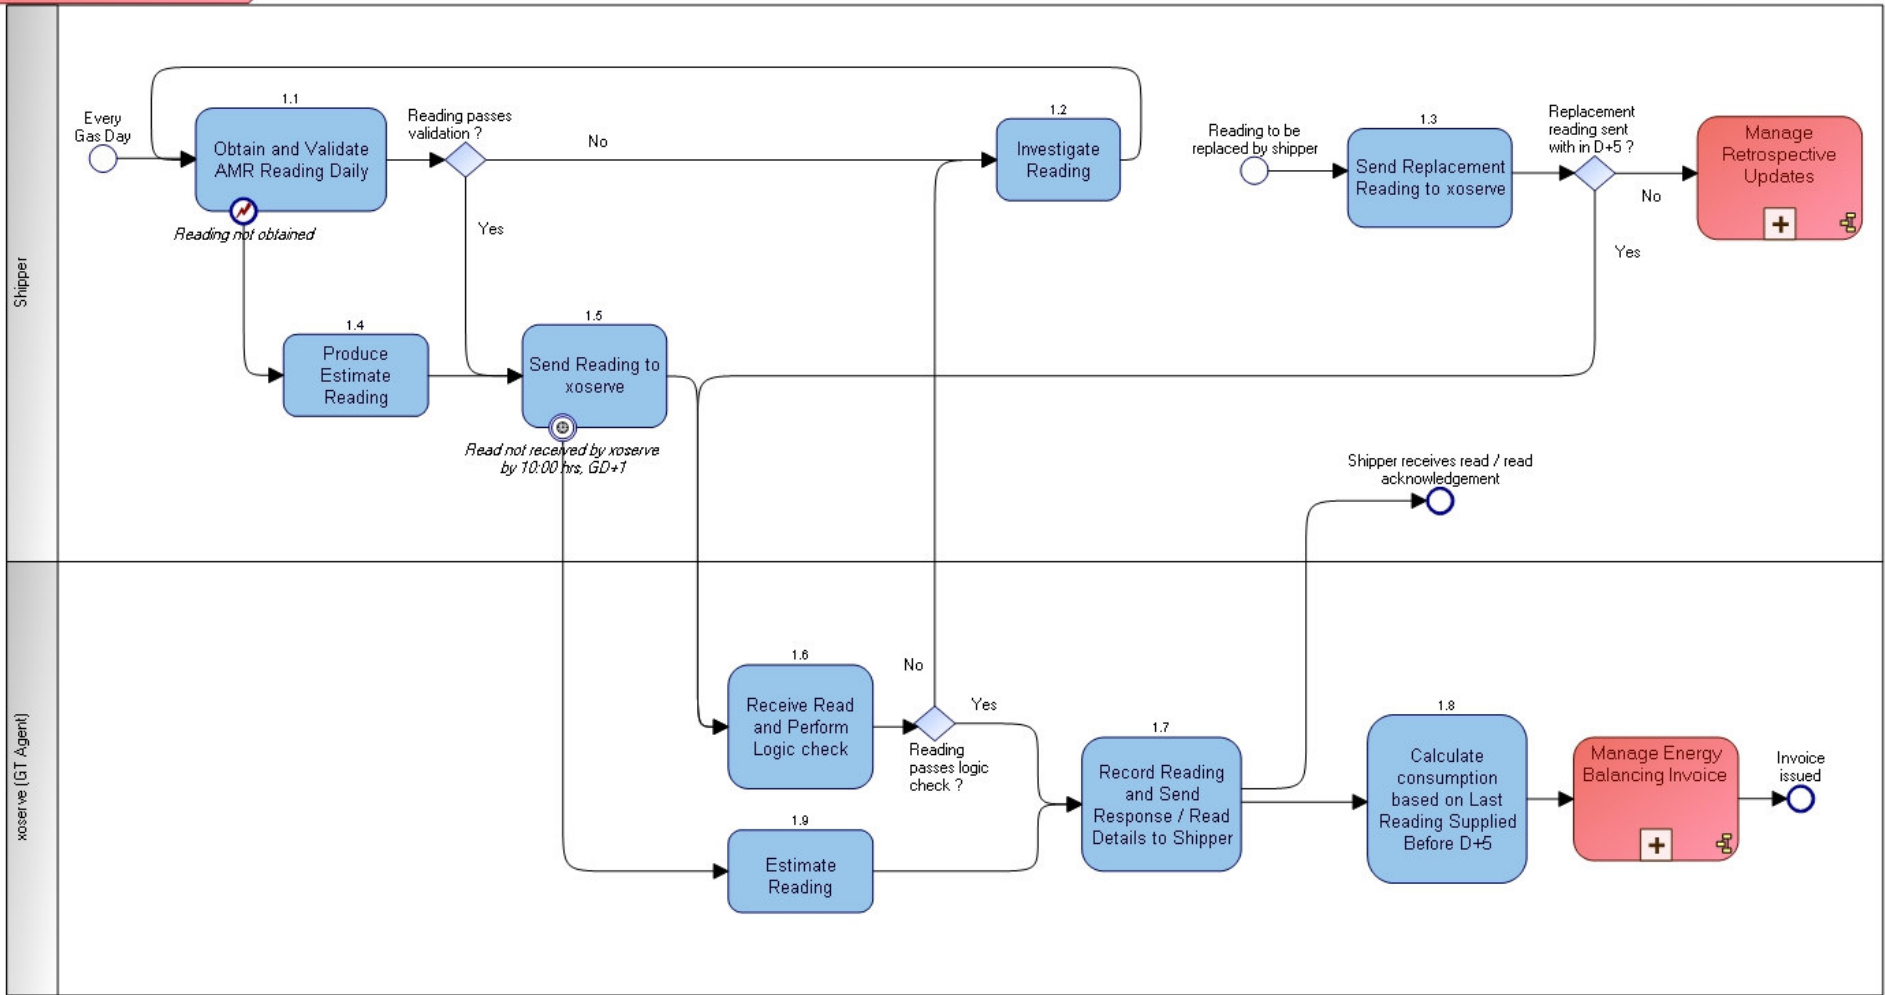 Shipper
Every
Gas Day
1.1
Obtain and Validate
AMR Reading Daily
Reading not obtained
Reading passes
validation ?
No
Yes
1.2
Investigate
Reading
Reading to be
replaced by shipper
1.3
Send Replacement
Reading to xoserve
Replacement
reading sent
with in D+5 ?
No
Yes
Manage
Retrospective
Updates
1.4
Produce
Estimate
Reading
1.5
Send Reading to
xoserve
Read not received by xoserve
by 10:00 hrs, GD+1
Shipper receives read / read
acknowledgement
xoserve (GT Agent)
1.6
Receive Read
and Perform
Logic check
No
Yes
Reading
passes logic
check ?
1.7
Record Reading
and Send
Response / Read
Details to Shipper
1.8
Calculate
consumption
based on Last
Reading Supplied
Before D+5
Manage Energy
Balancing Invoice
Invoice
issued
1.9
Estimate
Reading